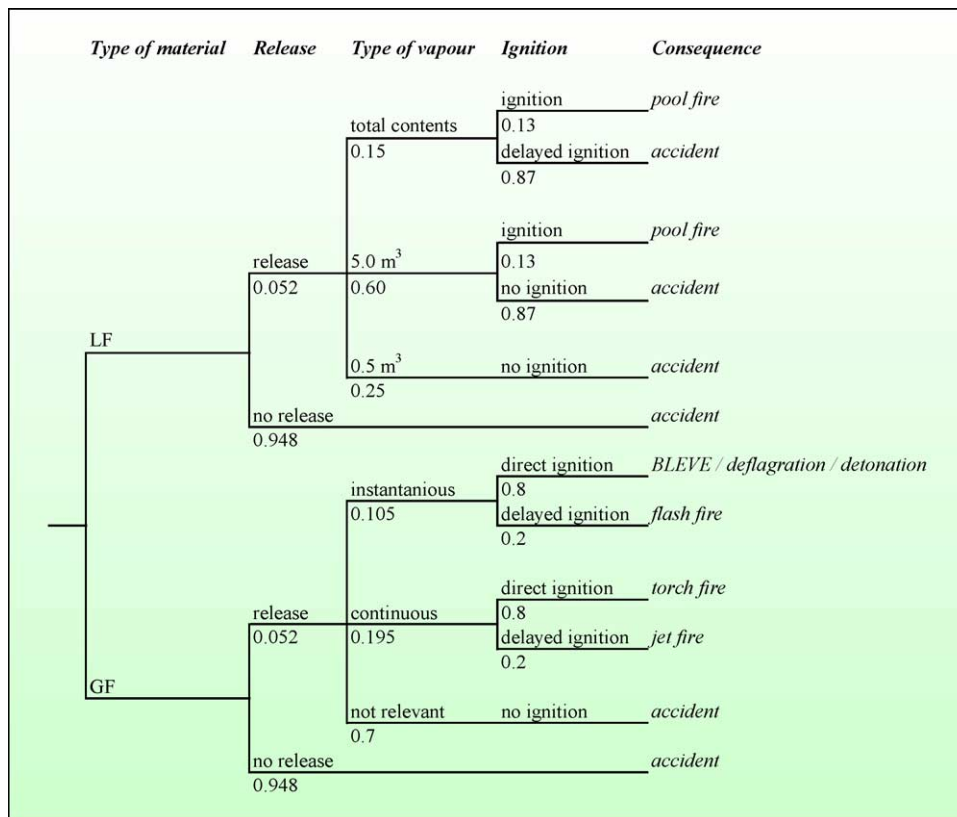 Type of material Release Type of vapour Ignition Consequence
ignition pool fire
total contents 0.13
0.15 delayed ignition accident
0.87
ignition pool fire
release 5.0 m³ 0.13
0.052 0.60 no ignition accident
0.87
LF
0.5 m³ no ignition accident
0.25
no release accident
0.948
direct ignition BLEVE / deflagration / detonation
instantanious 0.8
0.105 delayed ignition flash fire
0.2
direct ignition torch fire
release continuous 0.8
0.052 0.195 delayed ignition jet fire
0.2
GF
not relevant no ignition accident
0.7
no release accident
0.948